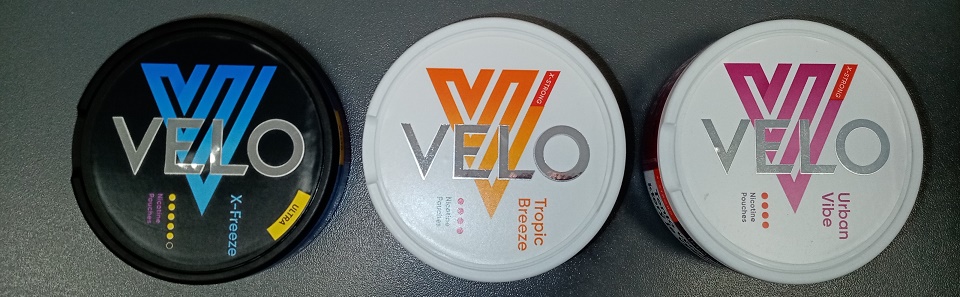 VELO
X-Freeze
ULTRA
Nicotine
Pouches
X-STRONG
VELO
Tropic
Breeze
Nicotine
Pouches
X-STRONG
VELO
Urban
Vibe
Nicotine
Pouches